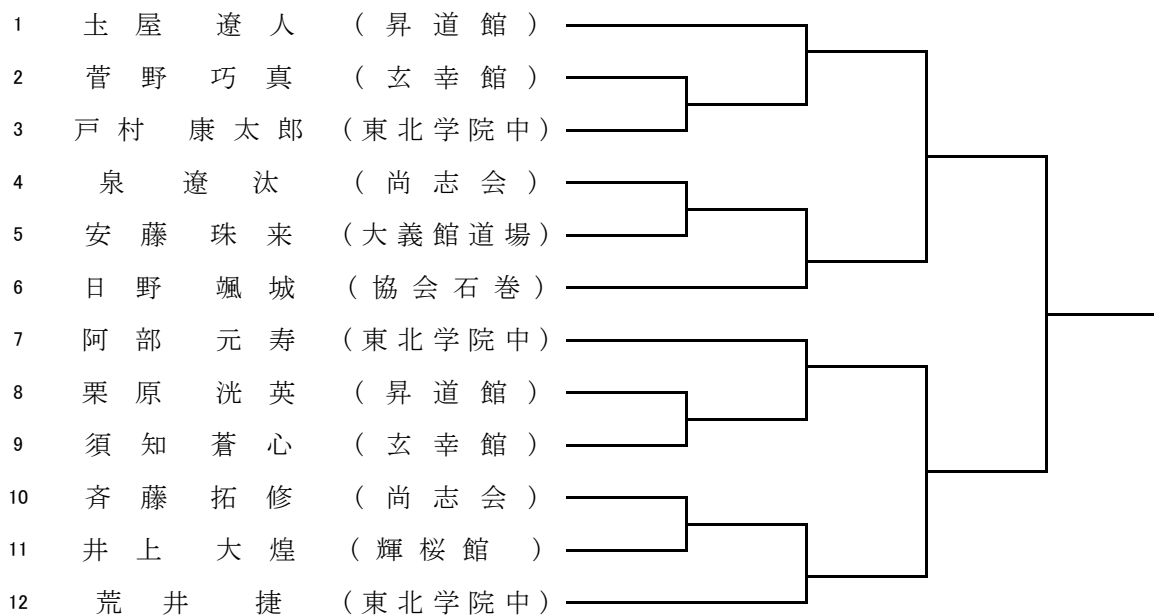 1 圡屋 遼人 (昇道館)
2 菅野 巧真 (玄幸館)
3 戸村 康太郎 (東北学院中)
4 泉 遼汰 (尚志会)
5 安藤 珠来 (大義館道場)
6 日野 颯城 (協会石巻)
7 阿部 元寿 (東北学院中)
8 栗原 洸英 (昇道館)
9 須知 蒼心 (玄幸館)
10 斉藤 拓修 (尚志会)
11 井上 大煌 (輝桜館 )
12 荒井 捷 (東北学院中)